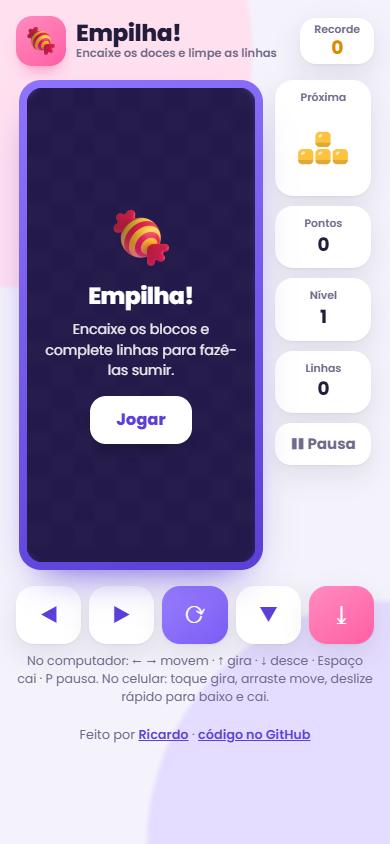 Empilha!
Encaixe os doces e limpe as linhas
Recorde
0
Próxima
Empilha!
Encaixe os blocos e
complete linhas para fazê-
las sumir.
Jogar
Pontos
0
Nível
1
Linhas
0
Pausa
No computador: ← → movem · ↑ gira · ↓ desce · Espaço
cai · P pausa. No celular: toque gira, arraste move, deslize
rápido para baixo e cai.
Feito por Ricardo · código no GitHub